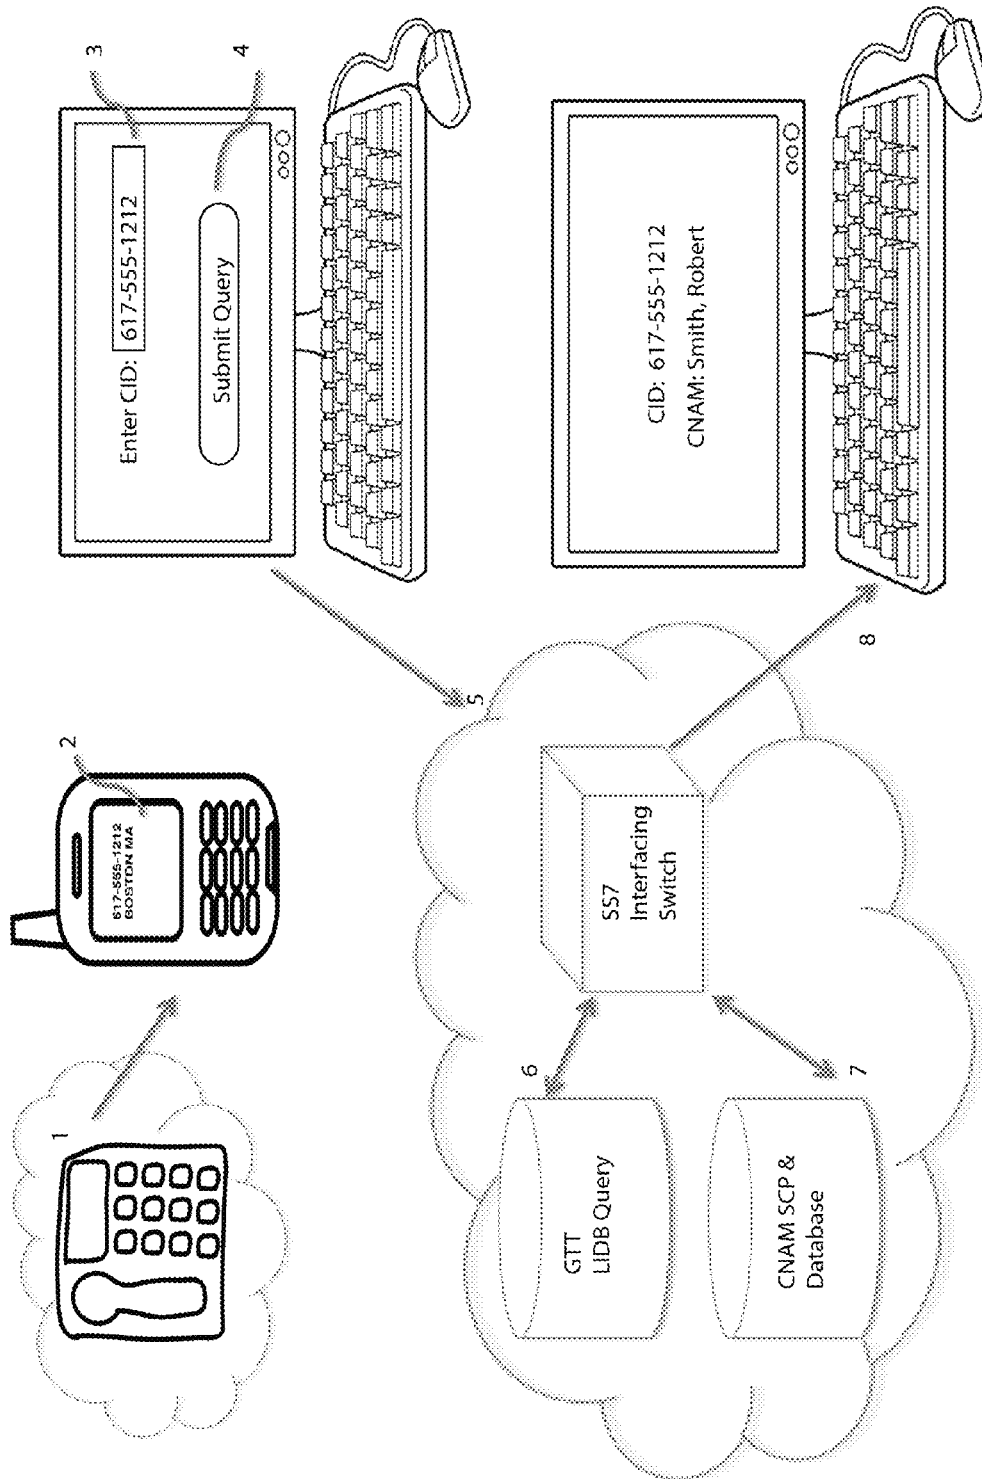 1
2
617-555-1212
BOSTON MA
3
Enter CID: 617-555-1212
4
Submit Query
5
6
GTT
LIDB Query
SS7
Interfacing
Switch
7
CNAM SCP &
Database
8
CID: 617-555-1212
CNAM: Smith, Robert